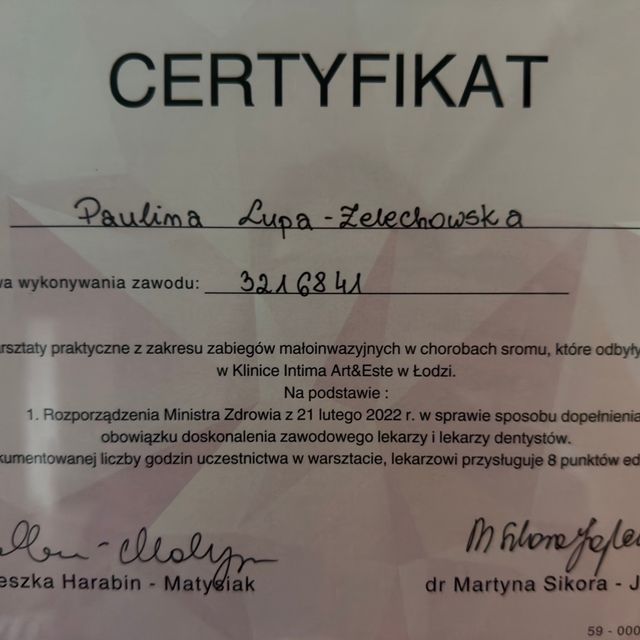 CERTYFIKAT
Paulina Lupa-Żelechowska
wa wykonywania zawodu: 3216841
rsztaty praktyczne z zakresu zabiegów małoinwazyjnych w chorobach sromu, które odbyły
w Klinice Intima Art&Este w Łodzi.
Na podstawie :
1. Rozporządzenia Ministra Zdrowia z 21 lutego 2022 r. w sprawie sposobu dopełnienia
obowiązku doskonalenia zawodowego lekarzy i lekarzy dentystów.
kumentowanej liczby godzin uczestnictwa w warsztacie, lekarzowi przysługuje 8 punktów ed
eszka Harabin - Matysiak
dr Martyna Sikora - J
59 - 000